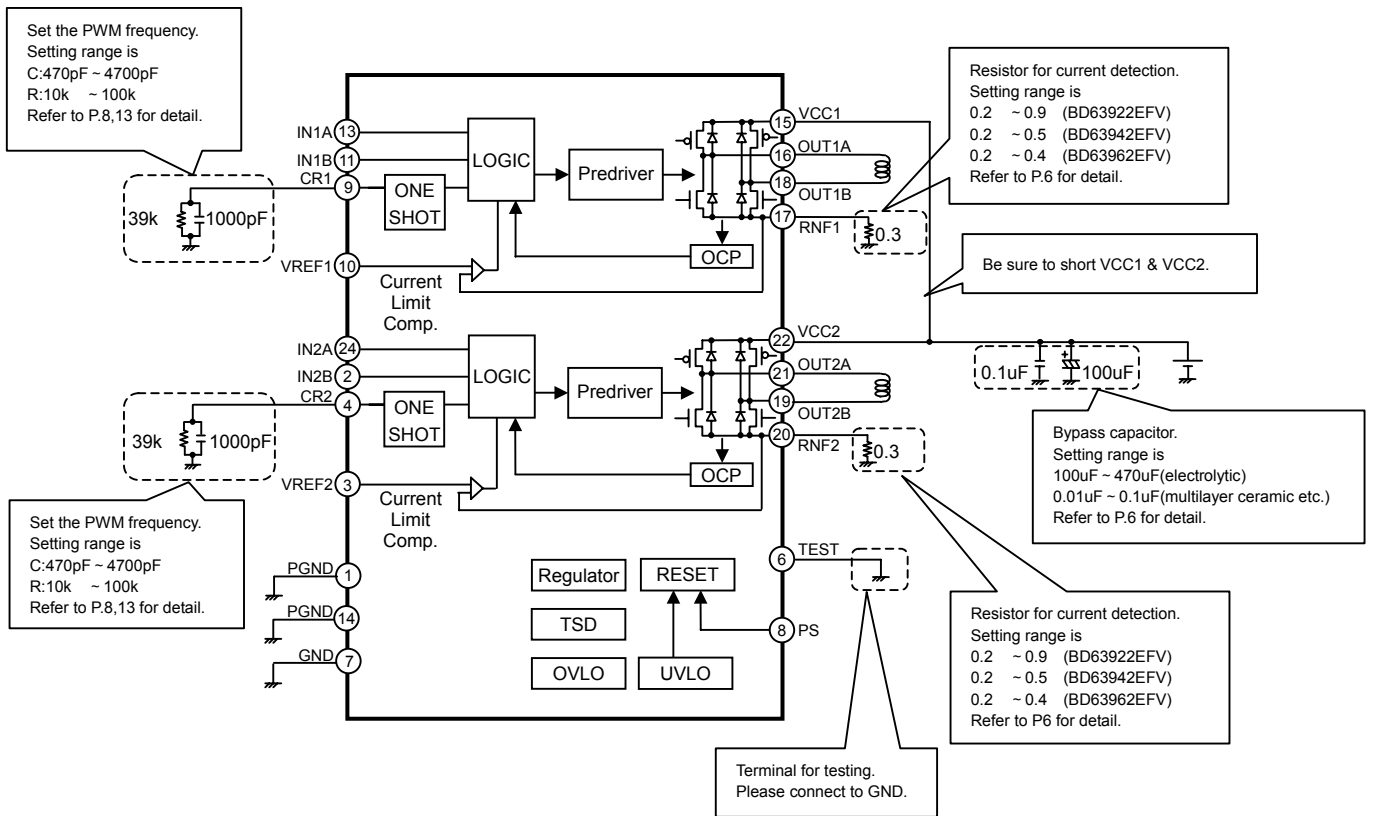 Set the PWM frequency.
Setting range is
C:470pF ~ 4700pF
R:10k ~ 100k
Refer to P.8,13 for detail.
Resistor for current detection.
Setting range is
0.2 ~ 0.9 (BD63922EFV)
0.2 ~ 0.5 (BD63942EFV)
0.2 ~ 0.4 (BD63962EFV)
Refer to P.6 for detail.
IN1A 13
IN1B 11
CR1 9
39k
1000pF
ONE
SHOT
LOGIC
Predriver
15 VCC1
16 OUT1A
18
OUT1B
17
RNF1
0.3
OCP
VREF1 10
Current
Limit
Comp.
Be sure to short VCC1 & VCC2.
IN2A 24
IN2B 2
CR2 4
39k
1000pF
ONE
SHOT
LOGIC
Predriver
22 VCC2
21 OUT2A
19
OUT2B
20
RNF2
0.3
OCP
0.1uF
+
100uF
VREF2 3
Current
Limit
Comp.
Bypass capacitor.
Setting range is
100uF ~ 470uF(electrolytic)
0.01uF ~ 0.1uF(multilayer ceramic etc.)
Refer to P.6 for detail.
Set the PWM frequency.
Setting range is
C:470pF ~ 4700pF
R:10k ~ 100k
Refer to P.8,13 for detail.
PGND 1
PGND 14
GND 7
Regulator
RESET
TSD
OVLO
UVLO
6 TEST
8 PS
Resistor for current detection.
Setting range is
0.2 ~ 0.9 (BD63922EFV)
0.2 ~ 0.5 (BD63942EFV)
0.2 ~ 0.4 (BD63962EFV)
Refer to P6 for detail.
Terminal for testing.
Please connect to GND.